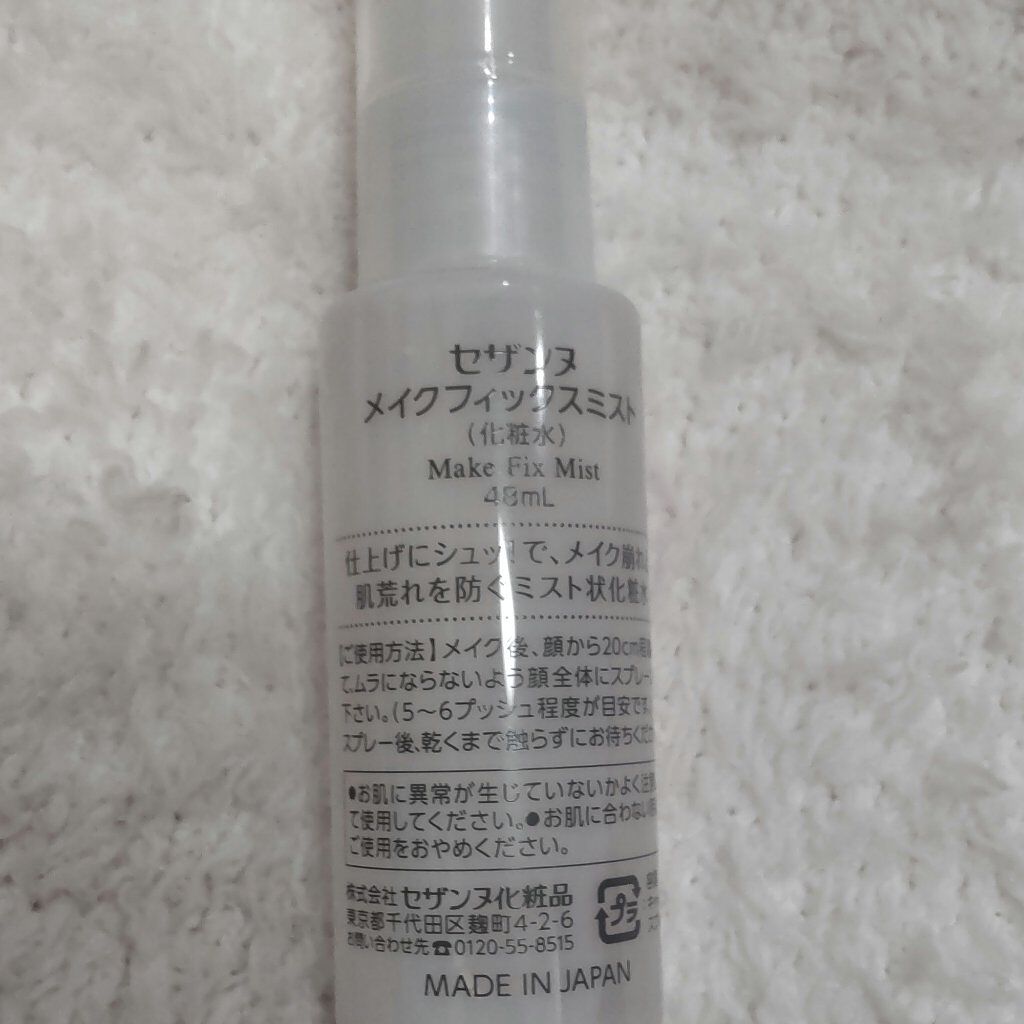 セザンヌ
メイクフィックスミスト
（化粧水）
Make Fix Mist
48mL
仕上げにシュッ！で、メイク崩れ
肌荒れを防ぐミスト状化粧水
【ご使用方法】メイク後、顔から20cm程
て、ムラにならないよう顔全体にスプレー
下さい。（5～6プッシュ程度が目安です。
スプレー後、乾くまで触らずにお待ちくだ
●お肌に異常が生じていないかよく注意
て使用してください。●お肌に合わない
ご使用をおやめください。
株式会社セザンヌ化粧品
東京都千代田区麹町4-2-6
お問い合わせ先☎0120-55-8515
プラ
MADE IN JAPAN